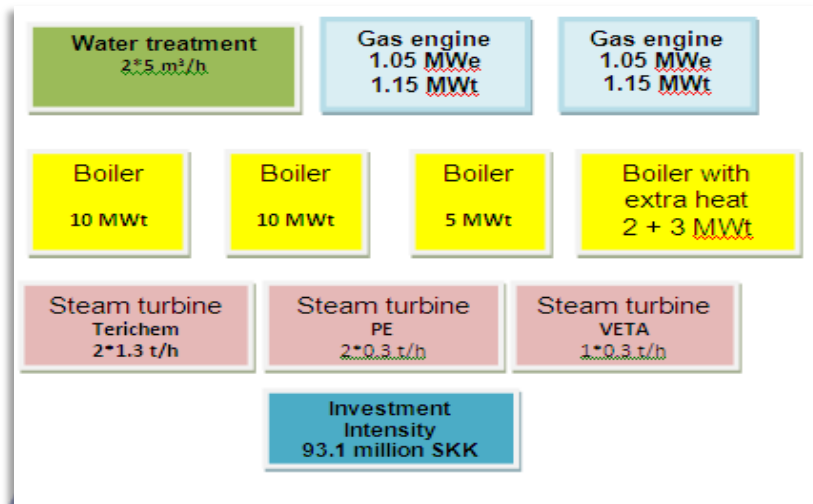 Water treatment
2*5 m³/h
Gas engine
1.05 MWe
1.15 MWt
Gas engine
1.05 MWe
1.15 MWt
Boiler
10 MWt
Boiler
10 MWt
Boiler
5 MWt
Boiler with
extra heat
2 + 3 MWt
Steam turbine
Terichem
2*1.3 t/h
Steam turbine
PE
2*0.3 t/h
Steam turbine
VETA
1*0.3 t/h
Investment
Intensity
93.1 million SKK